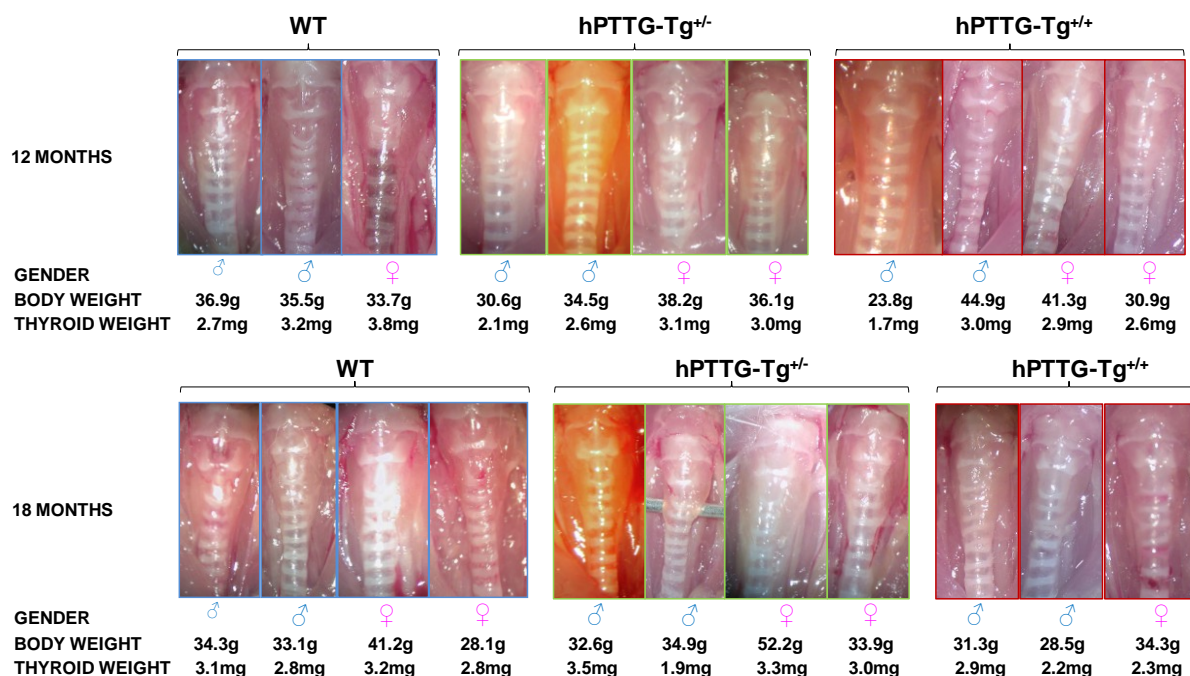 WT hPTTG-Tg+/- hPTTG-Tg+/+
12 MONTHS
GENDER ♂ ♂ ♀ ♂ ♂ ♀ ♀ ♂ ♂ ♀ ♀
BODY WEIGHT 36.9g 35.5g 33.7g 30.6g 34.5g 38.2g 36.1g 23.8g 44.9g 41.3g 30.9g
THYROID WEIGHT 2.7mg 3.2mg 3.8mg 2.1mg 2.6mg 3.1mg 3.0mg 1.7mg 3.0mg 2.9mg 2.6mg
WT hPTTG-Tg+/- hPTTG-Tg+/+
18 MONTHS
GENDER ♂ ♂ ♀ ♀ ♂ ♂ ♀ ♀ ♂ ♂ ♀
BODY WEIGHT 34.3g 33.1g 41.2g 28.1g 32.6g 34.9g 52.2g 33.9g 31.3g 28.5g 34.3g
THYROID WEIGHT 3.1mg 2.8mg 3.2mg 2.8mg 3.5mg 1.9mg 3.3mg 3.0mg 2.9mg 2.2mg 2.3mg